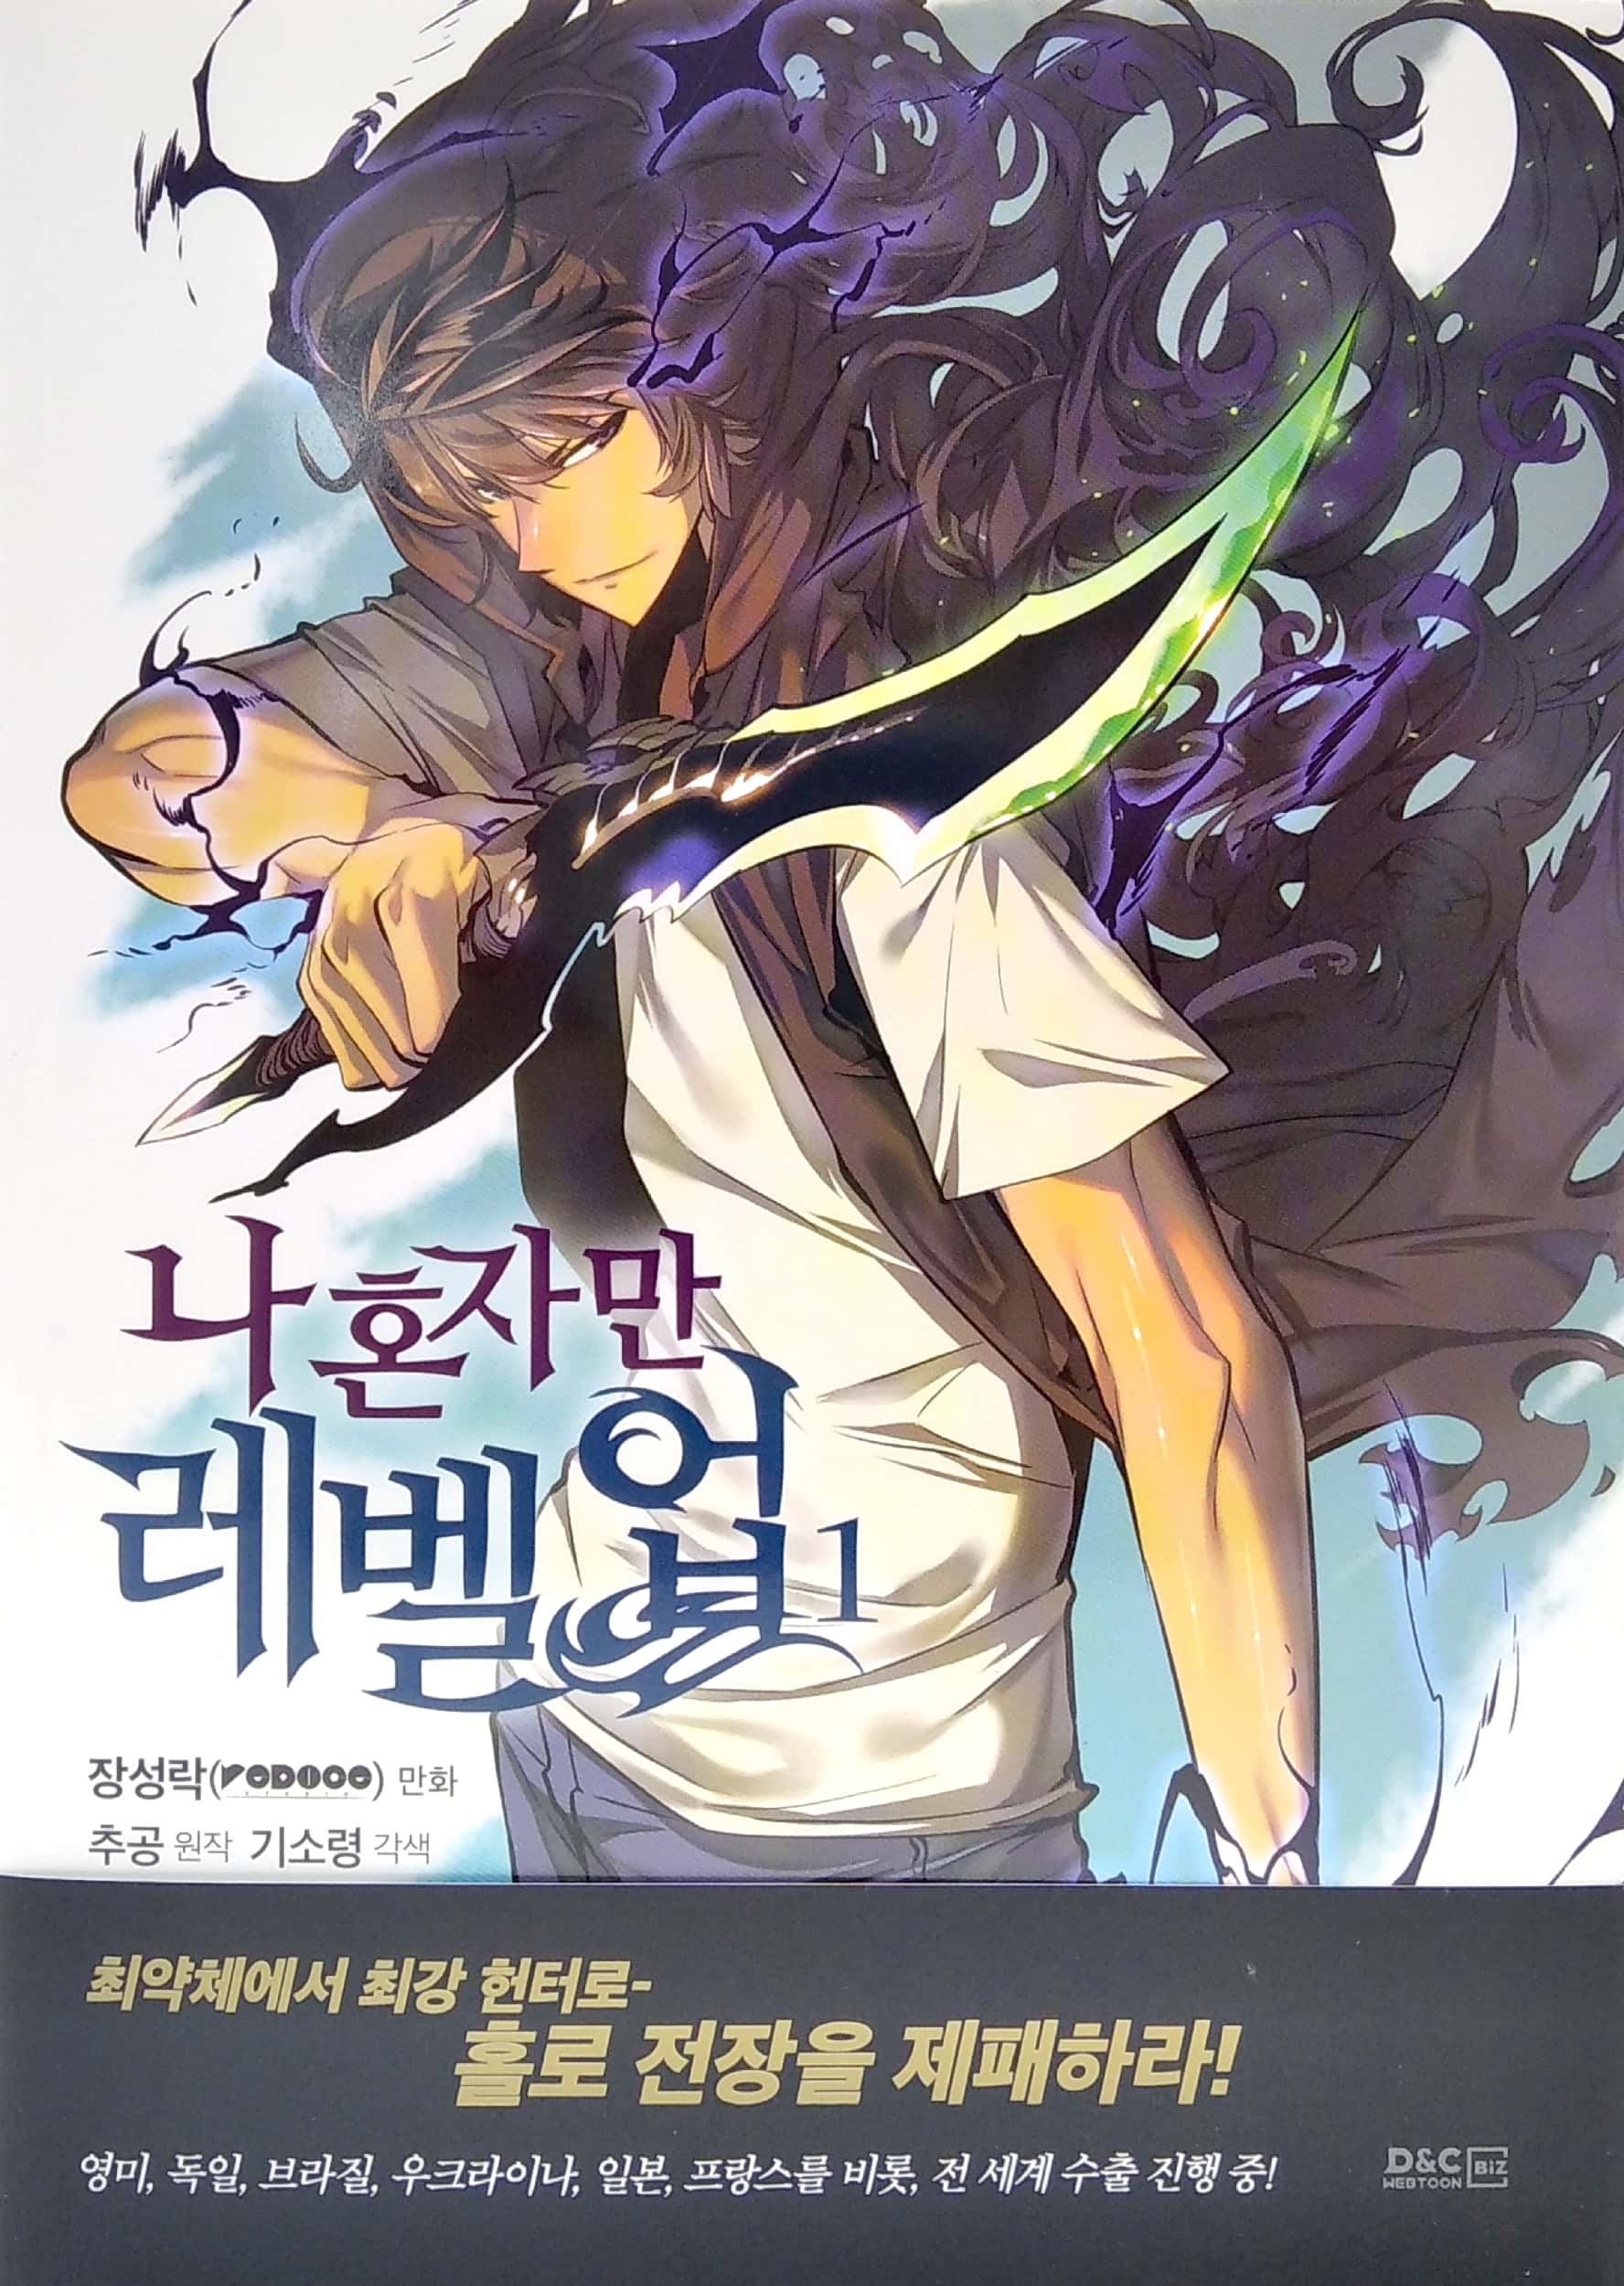 나 혼자만
레벨업 1
장성락(REDICE) 만화
추공 원작 기소령 각색
최약체에서 최강 헌터로-
홀로 전장을 제패하라!
영미, 독일, 브라질, 우크라이나, 일본, 프랑스를 비롯, 전 세계 수출 진행 중!
D&C BIZ
WEBTOON